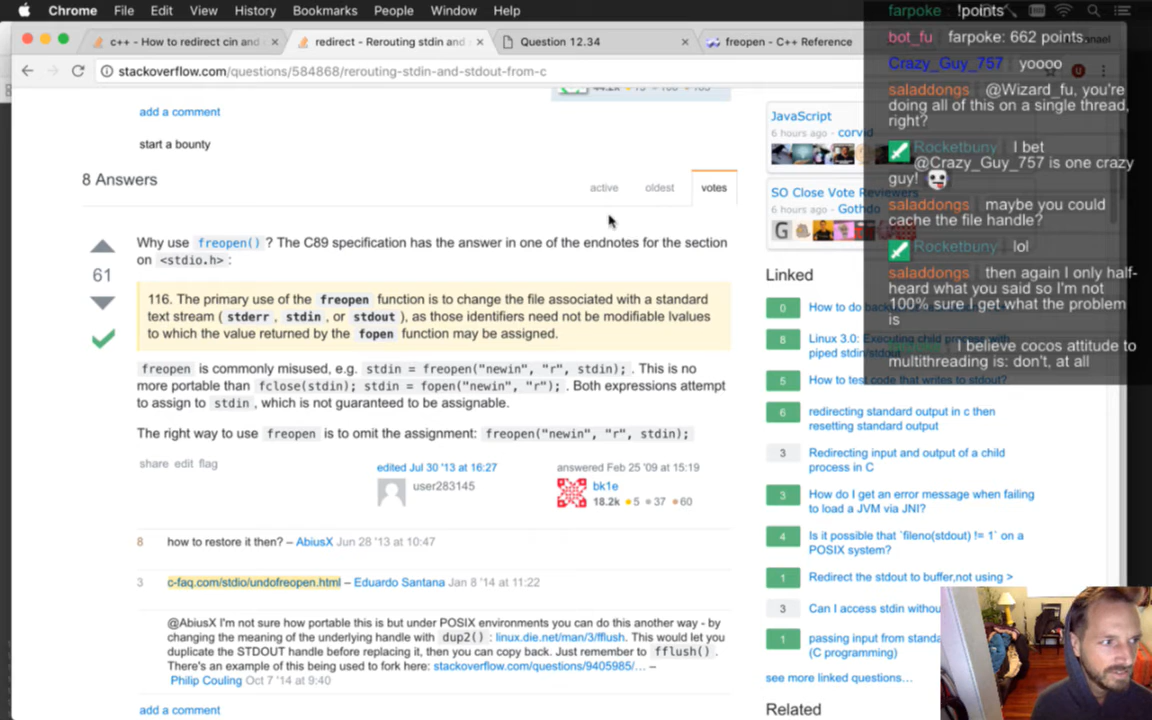 Chrome File Edit View History Bookmarks People Window Help
c++ - How to redirect cin and
redirect - Rerouting stdin and
Question 12.34
freopen - C++ Reference
stackoverflow.com/questions/584868/rerouting-stdin-and-stdout-from-c
add a comment
start a bounty
8 Answers
active oldest votes
61
Why use freopen() ? The C89 specification has the answer in one of the endnotes for the section
on <stdio.h> :
116. The primary use of the freopen function is to change the file associated with a standard
text stream ( stderr , stdin , or stdout ), as those identifiers need not be modifiable lvalues
to which the value returned by the fopen function may be assigned.
freopen is commonly misused, e.g. stdin = freopen("newin", "r", stdin); . This is no
more portable than fclose(stdin); stdin = fopen("newin", "r"); . Both expressions attempt
to assign to stdin , which is not guaranteed to be assignable.
The right way to use freopen is to omit the assignment: freopen("newin", "r", stdin);
share edit flag
edited Jul 30 '13 at 16:27
user283145
answered Feb 25 '09 at 15:19
bk1e
18.2k 5 37 60
8 how to restore it then? – AbiusX Jun 28 '13 at 10:47
3 c-faq.com/stdio/undofreopen.html – Eduardo Santana Jan 8 '14 at 11:22
@AbiusX I'm not sure how portable this is but under POSIX environments you can do this another way - by
changing the meaning of the underlying handle with dup2() : linux.die.net/man/3/fflush. This would let you
duplicate the STDOUT handle before replacing it, then you can copy back. Just remember to fflush() .
There's an example of this being used to fork here: stackoverflow.com/questions/9405985/... –
Philip Couling Oct 7 '14 at 9:40
add a comment
JavaScript
6 hours ago - corvid
SO Close Vote Reviewers
6 hours ago - Gothdo
Linked
0 How to do
8 Linux 3.0: Executing child process with
piped stdin/stdout
5 How to test code that writes to stdout?
6 redirecting standard output in c then
resetting standard output
3 Redirecting input and output of a child
process in C
3 How do I get an error message when failing
to load a JVM via JNI?
4 Is it possible that `fileno(stdout) != 1` on a
POSIX system?
1 Redirect the stdout to buffer,not using >
3 Can I access stdin
1 passing input from
(C programming)
see more linked questions…
Related
farpoke !points
bot_fu farpoke: 662 points.
Crazy_Guy_757 yoooo
saladdongs @Wizard_fu, you're
doing all of this on a single thread,
right?
Rocketbuny I bet
@Crazy_Guy_757 is one crazy
guy!
saladdongs maybe you could
cache the file handle?
Rocketbuny lol
saladdongs then again I only half-
heard what you said so I'm not
100% sure I get what the problem
is
I believe cocos attitude to
multithreading is: don't, at all